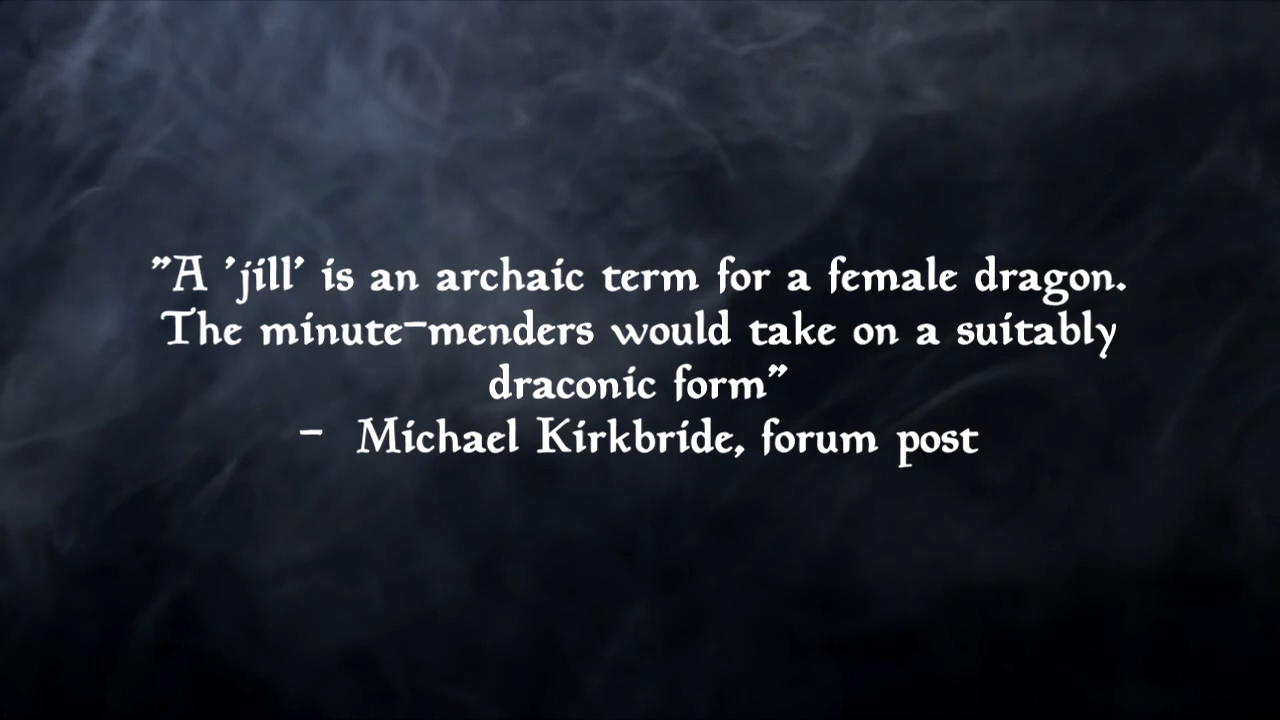 "A 'jill' is an archaic term for a female dragon.
The minute-menders would take on a suitably
draconic form"
- Michael Kirkbride, forum post